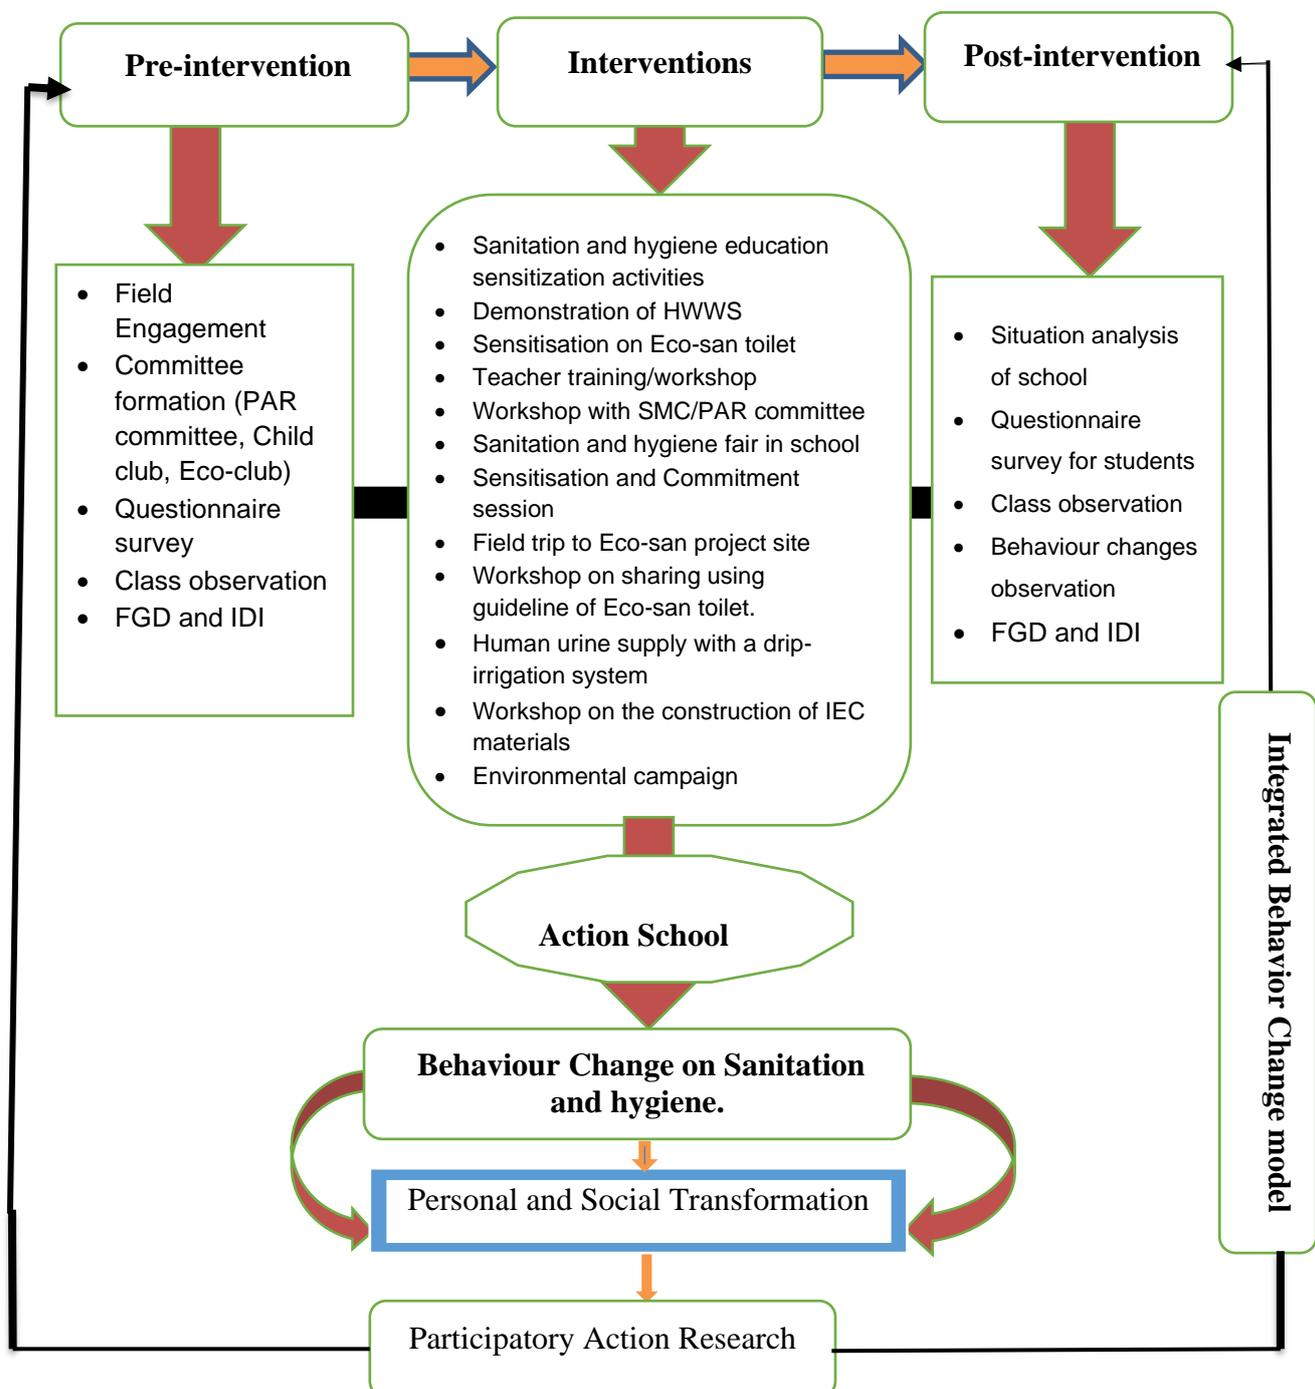 Pre-intervention
Interventions
Post-intervention
• Field
Engagement
• Committee
formation (PAR
committee, Child
club, Eco-club)
• Questionnaire
survey
• Class observation
• FGD and IDI
• Sanitation and hygiene education
sensitization activities
• Demonstration of HWWS
• Sensitisation on Eco-san toilet
• Teacher training/workshop
• Workshop with SMC/PAR committee
• Sanitation and hygiene fair in school
• Sensitisation and Commitment
session
• Field trip to Eco-san project site
• Workshop on sharing using
guideline of Eco-san toilet.
• Human urine supply with a drip-
irrigation system
• Workshop on the construction of IEC
materials
• Environmental campaign
• Situation analysis
of school
• Questionnaire
survey for students
• Class observation
• Behaviour changes
observation
• FGD and IDI
Integrated Behavior Change model
Action School
Behaviour Change on Sanitation
and hygiene.
Personal and Social Transformation
Participatory Action Research